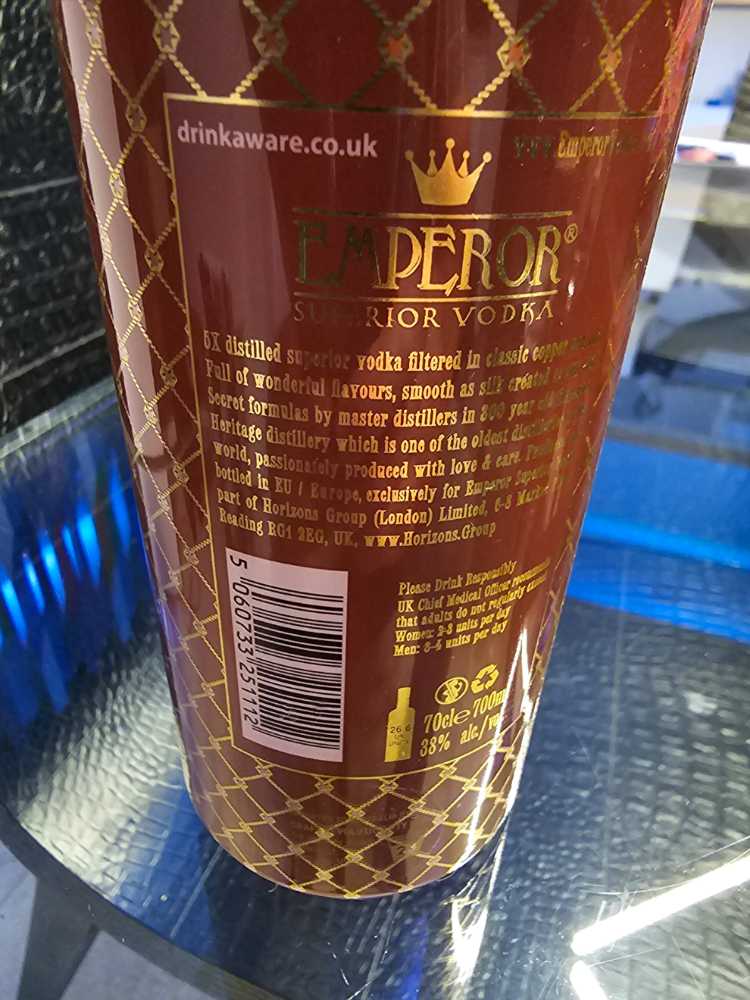 drinkaware.co.uk
EMPEROR®
SUPERIOR VODKA
5X distilled superior vodka filtered in classic copper
Full of wonderful flavours, smooth as silk created
Secret formulas by master distillers in 300 year old
Heritage distillery which is one of the oldest
world, passionately produced with love & care.
bottled in EU / Europe, exclusively for Emperor
part of Horizons Group (London) Limited, 6-8
Reading RG1 2EG, UK, www.Horizons.Group
Please Drink Responsibly
UK Chief Medical Officer
that adults do not regularly
Women: 2-3 units per day
Men: 3-4 units per day
5 060733 251112
70cl e 700m
38% alc./